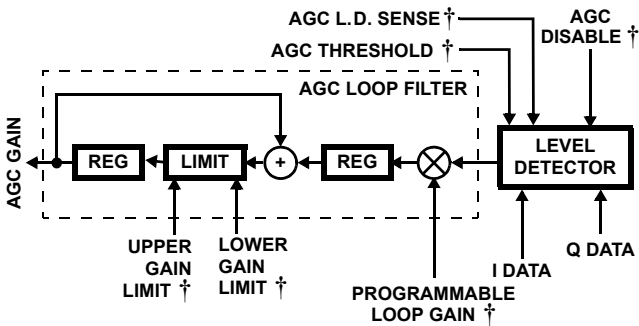 AGC L.D. SENSE †
AGC THRESHOLD †
AGC
DISABLE †
AGC LOOP FILTER
AGC GAIN
REG
LIMIT
+
REG
LEVEL
DETECTOR
UPPER
GAIN
LIMIT †
LOWER
GAIN
LIMIT †
PROGRAMMABLE
LOOP GAIN †
I DATA
Q DATA